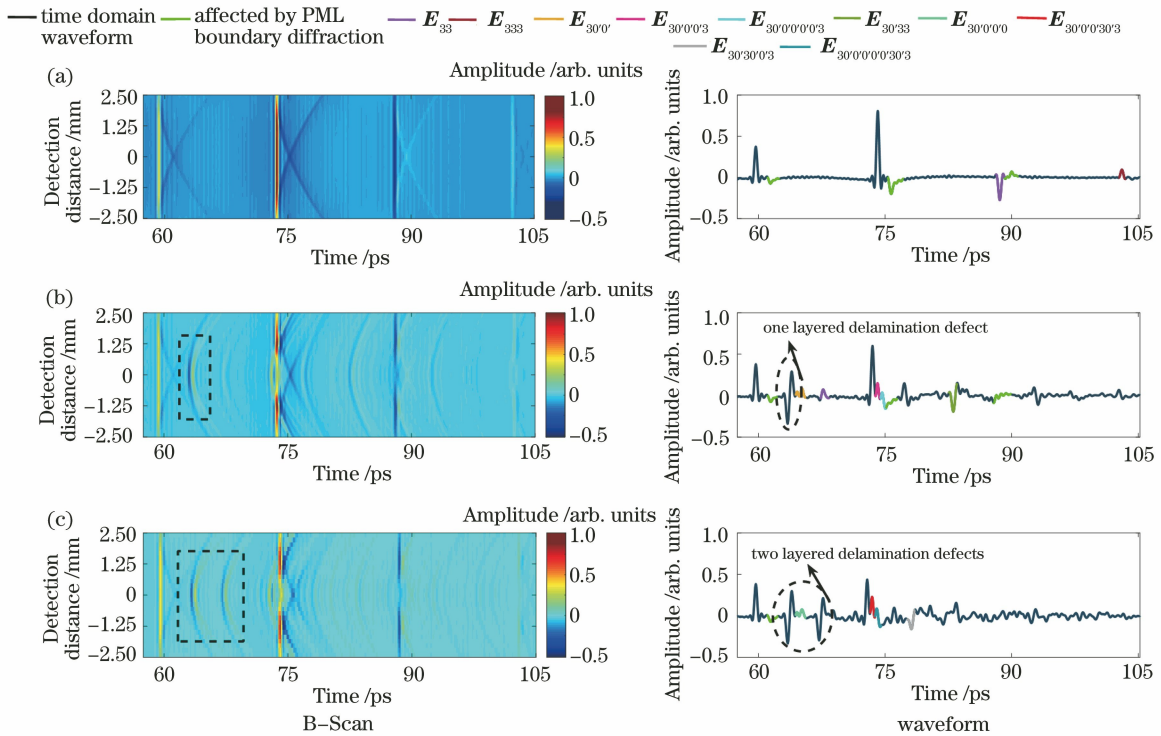 time domain waveform
affected by PML boundary diffraction
E33
E333
E30′0′
E30′0′0′3
E30′0′0′0′0′3
E30′33
E30′0′0′0
E30′0′0′30′3
E30′30′0′3
E30′0′0′0′0′30′3
(a)
Amplitude /arb. units
Detection distance /mm
2.50
1.25
0
−1.25
−2.50
60 75 90 105
Time /ps
1.0
0.5
0
−0.5
Amplitude /arb. units
1.0
0.5
0
−0.5
60 75 90 105
Time /ps
(b)
Amplitude /arb. units
Detection distance /mm
2.50
1.25
0
−1.25
−2.50
60 75 90 105
Time /ps
1.0
0.5
0
−0.5
Amplitude /arb. units
1.0
0.5
0
−0.5
one layered delamination defect
60 75 90 105
Time /ps
(c)
Amplitude /arb. units
Detection distance /mm
2.50
1.25
0
−1.25
−2.50
60 75 90 105
Time /ps
1.0
0.5
0
−0.5
Amplitude /arb. units
1.0
0.5
0
−0.5
two layered delamination defects
60 75 90 105
Time /ps
B−Scan
waveform